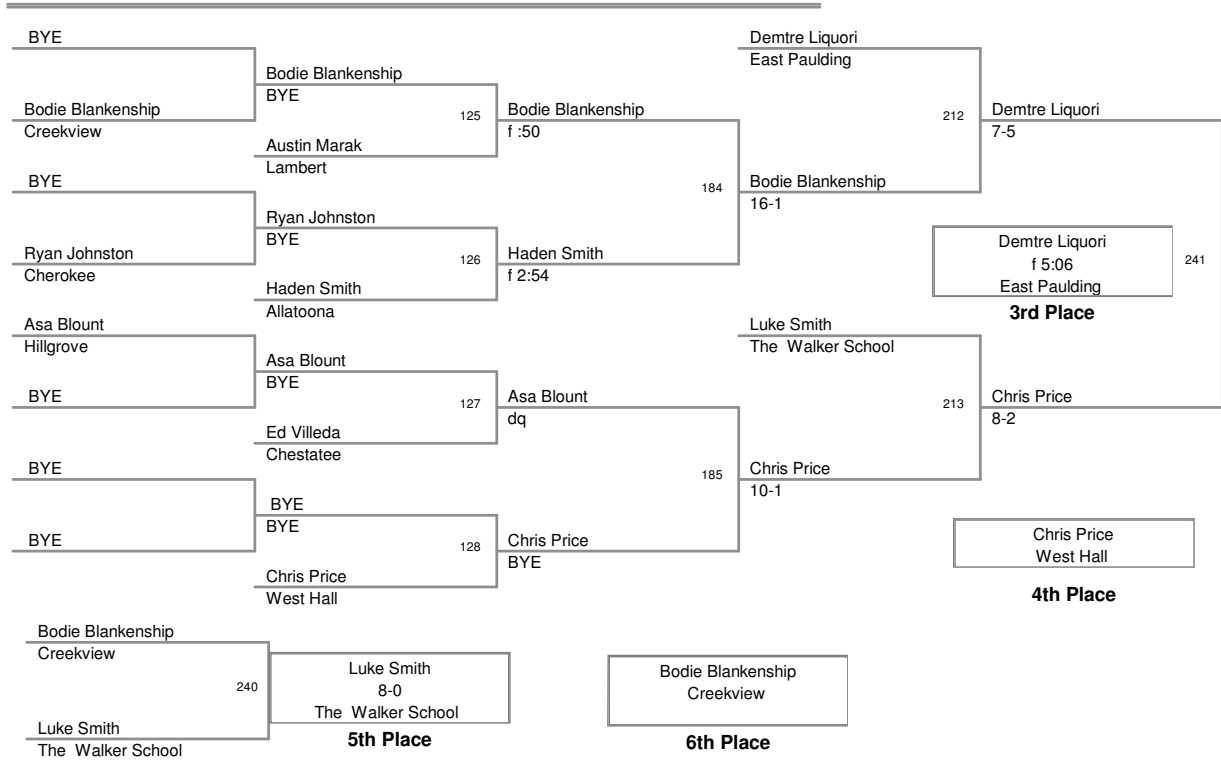 BYE
Bodie Blankenship
Creekview
BYE
Ryan Johnston
Cherokee
Asa Blount
Hillgrove
BYE
BYE
BYE
Bodie Blankenship
BYE
125
Austin Marak
Lambert
Ryan Johnston
BYE
126
Haden Smith
Allatoona
Asa Blount
BYE
127
Ed Villeda
Chestatee
BYE
BYE
128
Chris Price
West Hall
Bodie Blankenship
f :50
184
Haden Smith
f 2:54
Asa Blount
dq
185
Chris Price
BYE
Demtre Liquori
East Paulding
212
Bodie Blankenship
16-1
Luke Smith
The Walker School
213
Chris Price
10-1
Demtre Liquori
7-5
Demtre Liquori
f 5:06
East Paulding
241
3rd Place
Chris Price
8-2
Chris Price
West Hall
4th Place
Bodie Blankenship
Creekview
240
Luke Smith
The Walker School
Luke Smith
8-0
The Walker School
5th Place
Bodie Blankenship
Creekview
6th Place